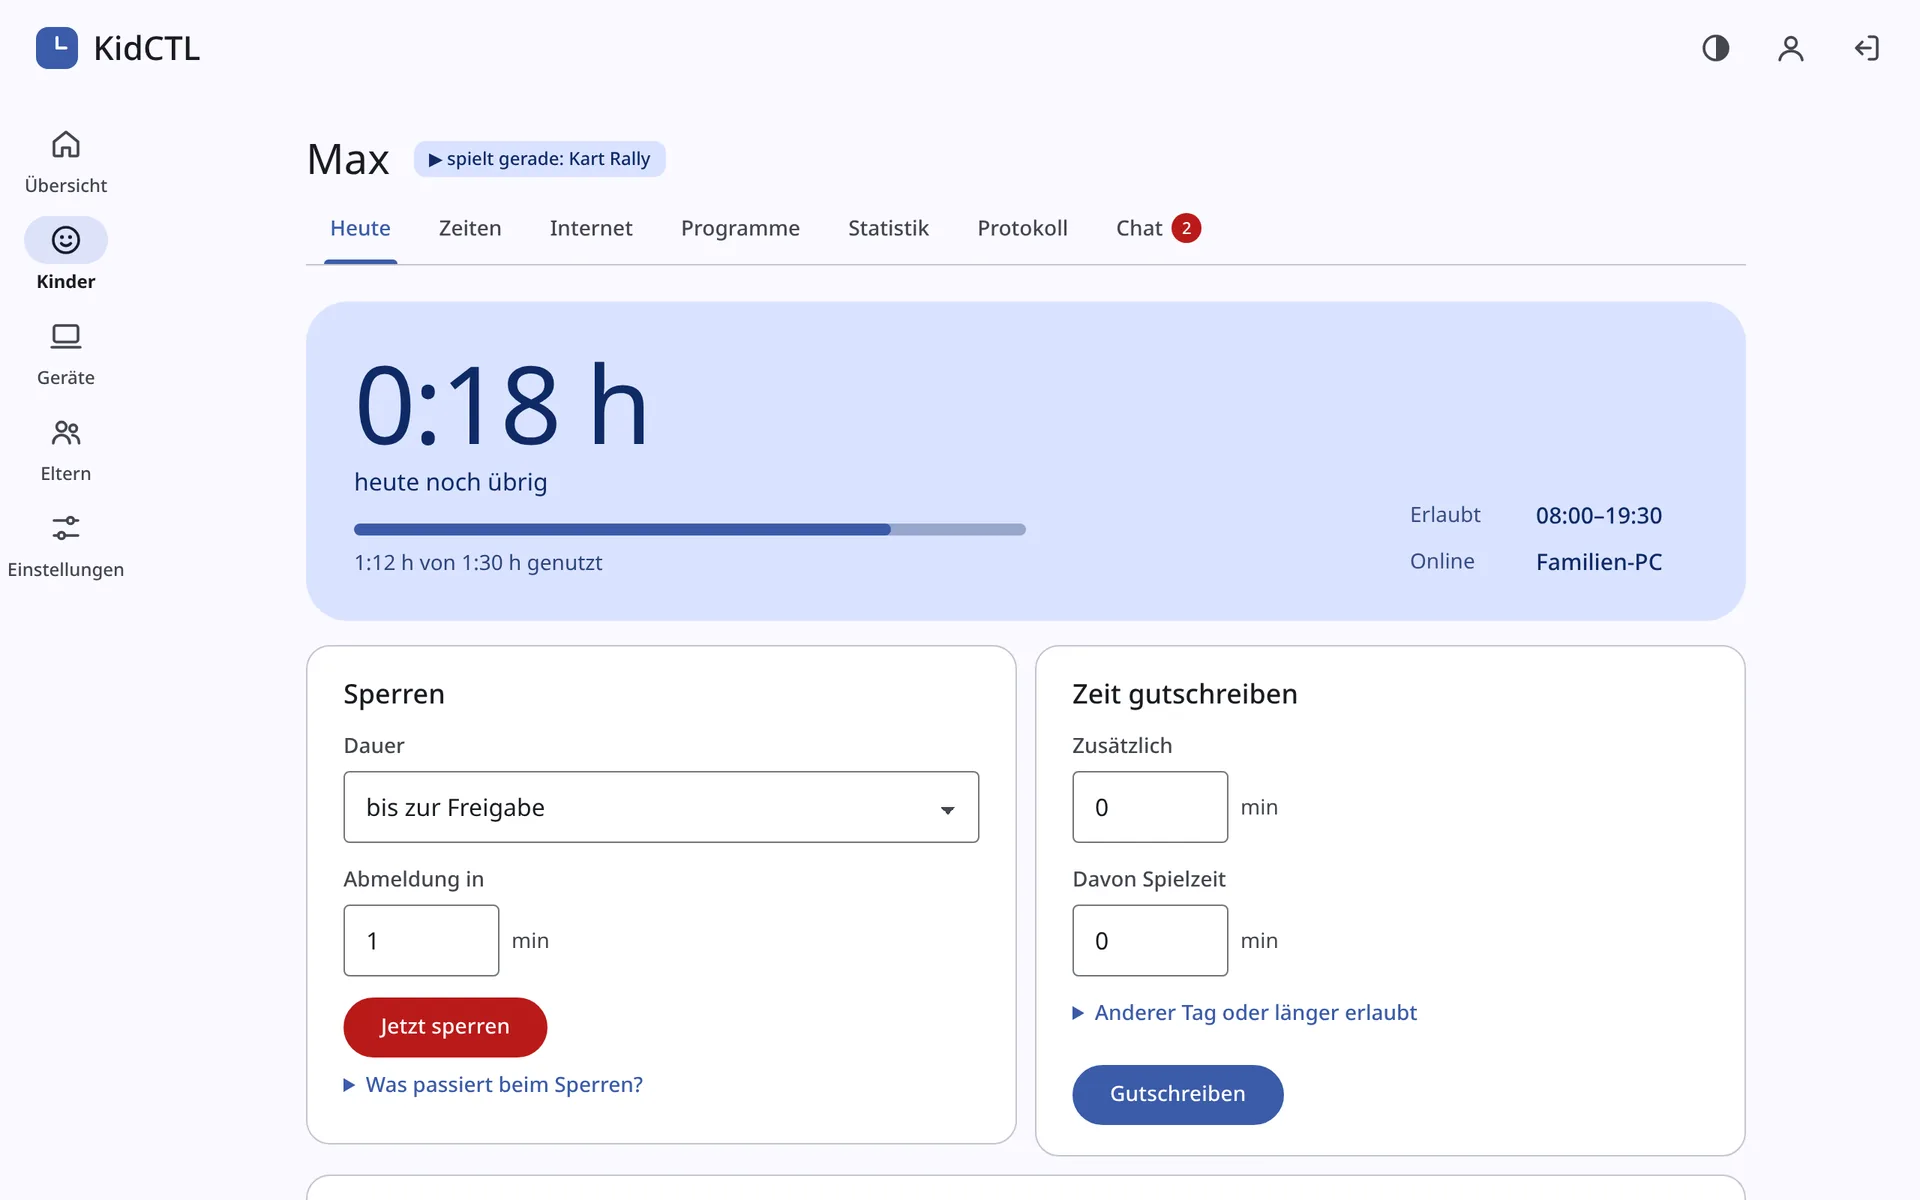 KidCTL
Übersicht
Kinder
Geräte
Eltern
Einstellungen
Max
▶ spielt gerade: Kart Rally
Heute Zeiten Internet Programme Statistik Protokoll Chat 2
0:18 h
heute noch übrig
1:12 h von 1:30 h genutzt
Erlaubt 08:00–19:30
Online Familien-PC
Sperren
Dauer
bis zur Freigabe
Abmeldung in
1 min
Jetzt sperren
▶ Was passiert beim Sperren?
Zeit gutschreiben
Zusätzlich
0 min
Davon Spielzeit
0 min
▶ Anderer Tag oder länger erlaubt
Gutschreiben